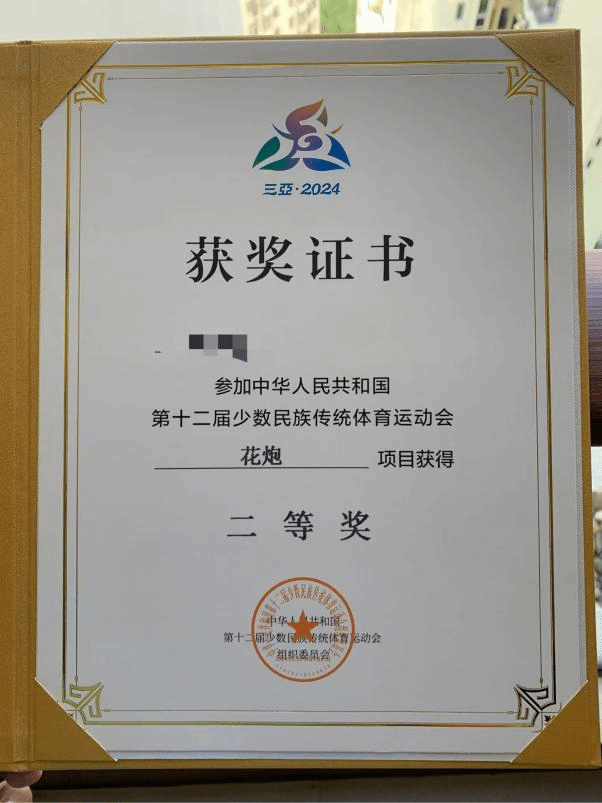 三亞·2024
获奖证书
参加中华人民共和国
第十二届少数民族传统体育运动会
花炮 项目获得
二等奖
中华人民共和国
第十二届少数民族传统体育运动会
组织委员会